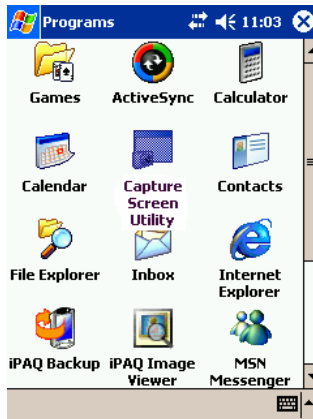 Programs 11:03
Games ActiveSync Calculator
Calendar Capture Screen Utility Contacts
File Explorer Inbox Internet Explorer
iPAQ Backup iPAQ Image Viewer MSN Messenger